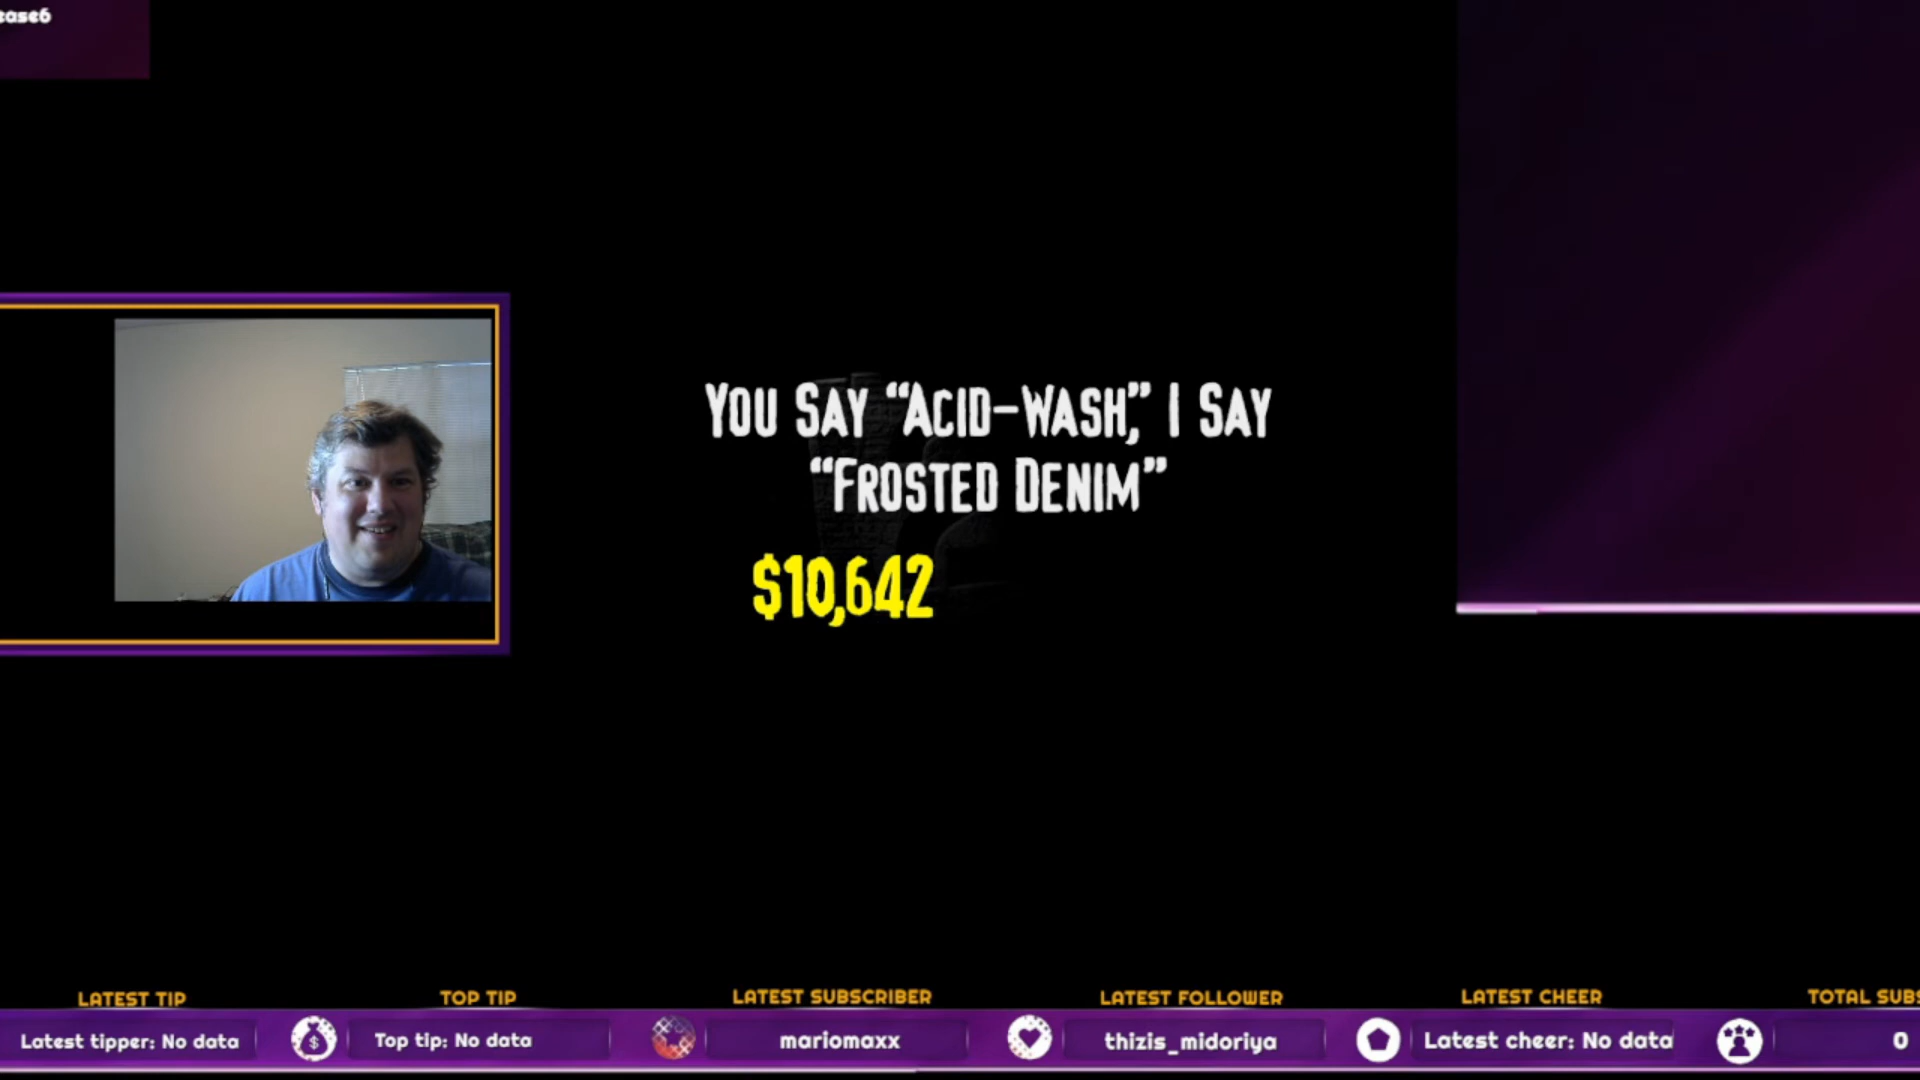 ease6
You Say “Acid-wash,” I Say
“Frosted Denim”
$10,642
LATEST TIP
TOP TIP
LATEST SUBSCRIBER
LATEST FOLLOWER
LATEST CHEER
TOTAL SUBS
Latest tipper: No data
Top tip: No data
mariomaxx
thizis_midoriya
Latest cheer: No data
0